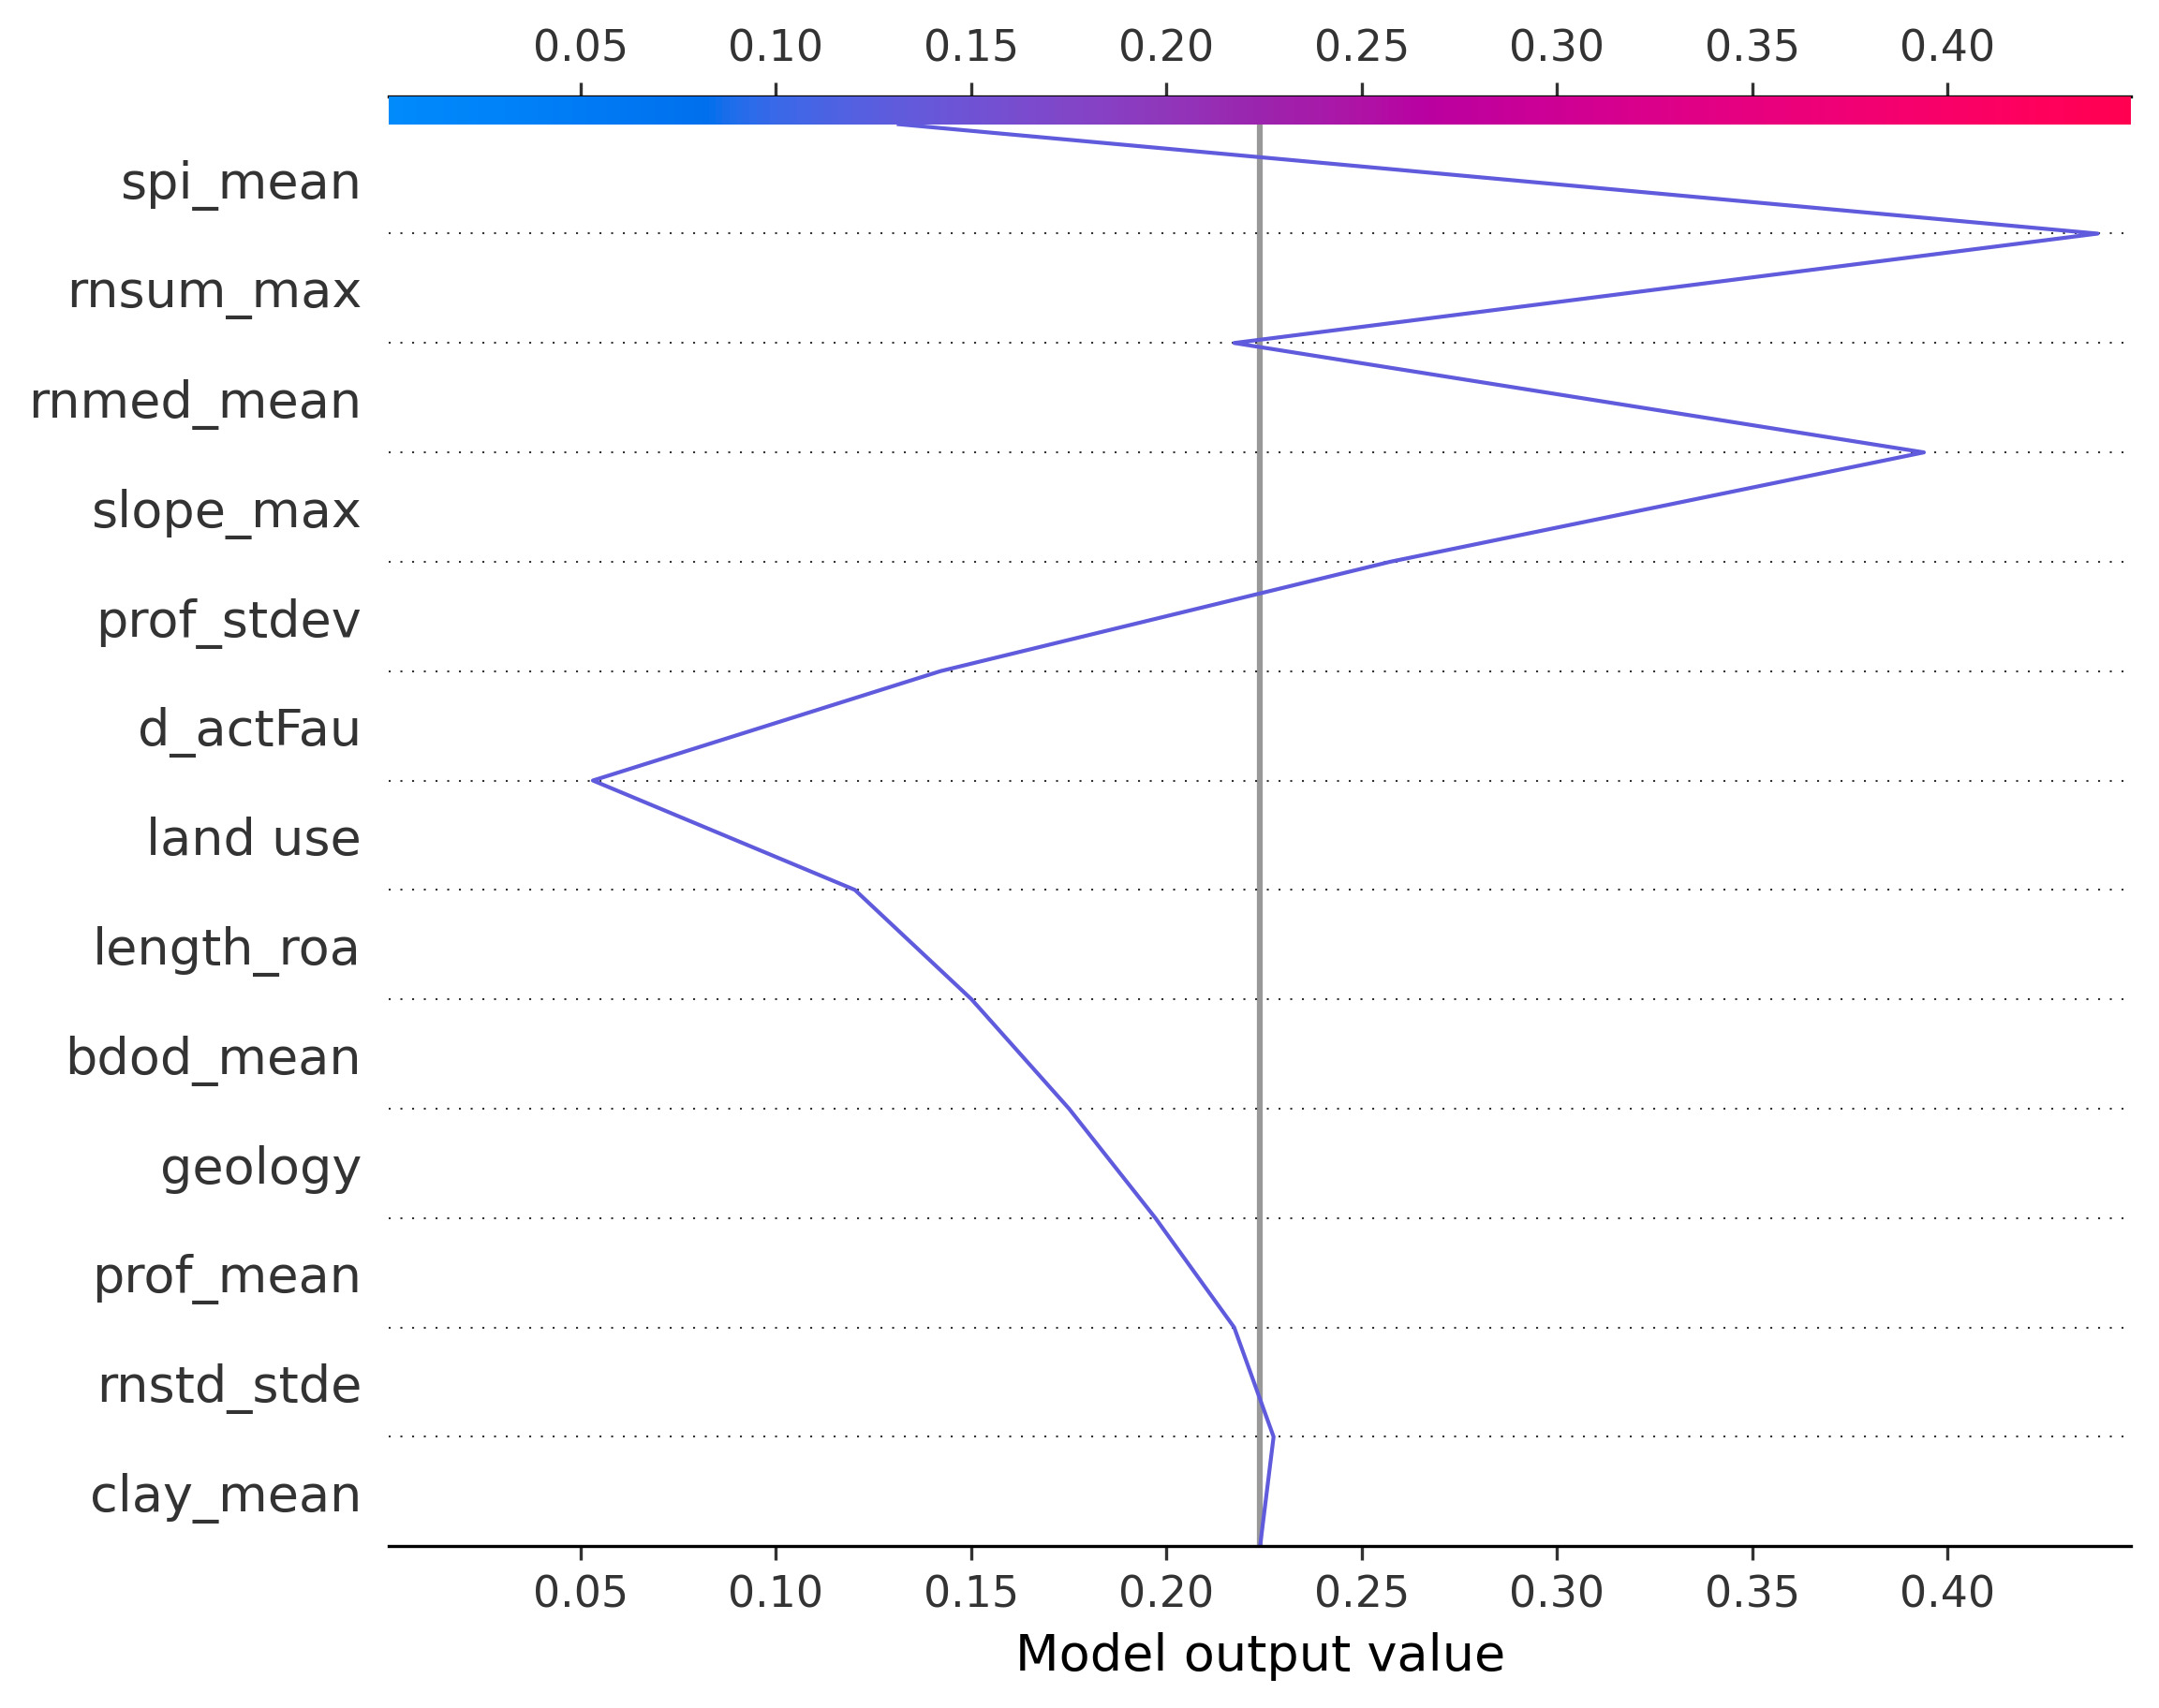 0.05 0.10 0.15 0.20 0.25 0.30 0.35 0.40
spi_mean
rnsum_max
rnmed_mean
slope_max
prof_stdev
d_actFau
land use
length_roa
bdod_mean
geology
prof_mean
rnstd_stde
clay_mean
0.05 0.10 0.15 0.20 0.25 0.30 0.35 0.40
Model output value